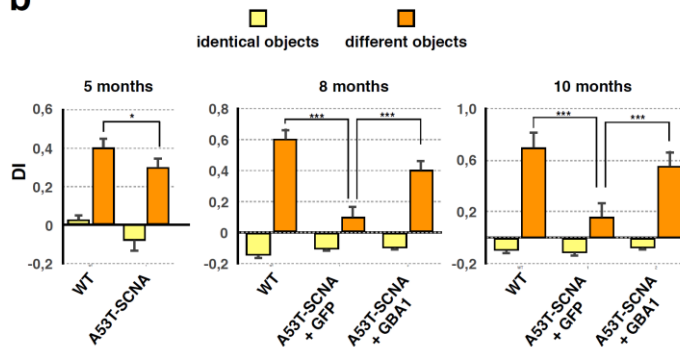 b
identical objects different objects
5 months 8 months 10 months
DI
0,6
0,4
0,2
0
-0,2
*
WT
A53T-SCNA
0,8
0,6
0,4
0,2
0
-0,2
*** ***
WT
A53T-SCNA
+ GFP
A53T-SCNA
+ GBA1
1,0
0,6
0,2
-0,2
*** ***
WT
A53T-SCNA
+ GFP
A53T-SCNA
+ GBA1